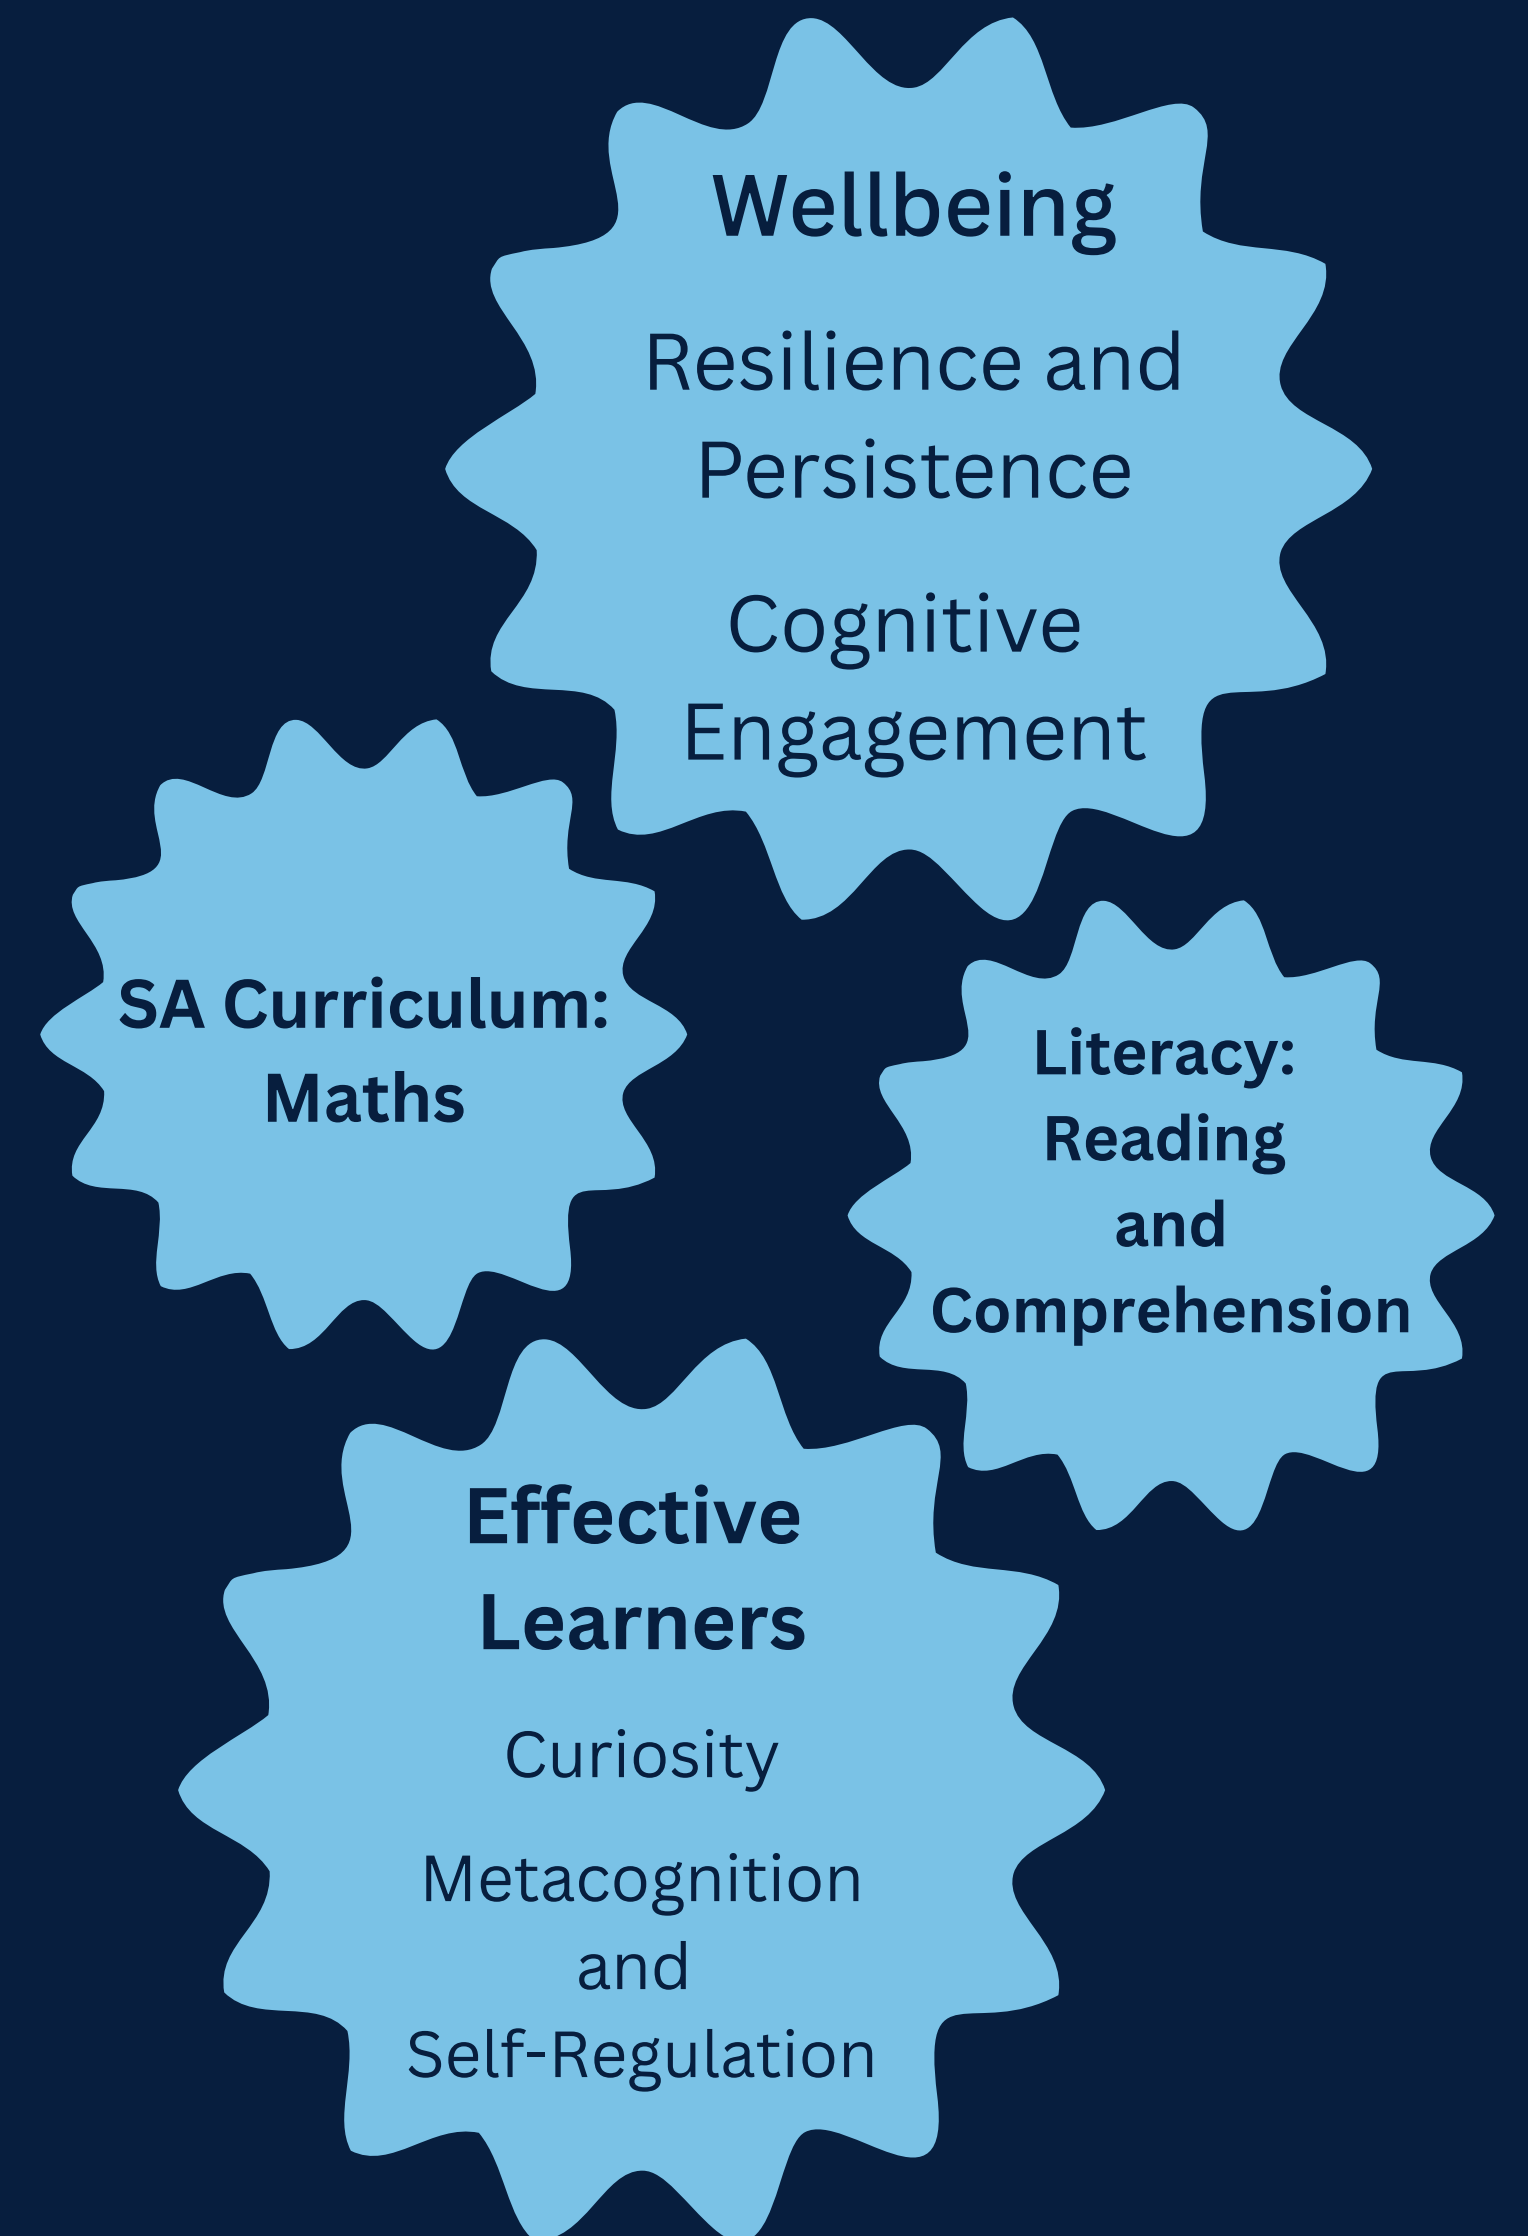 Wellbeing
Resilience and
Persistence
Cognitive
Engagement
SA Curriculum:
Maths
Literacy:
Reading
and
Comprehension
Effective
Learners
Curiosity
Metacognition
and
Self-Regulation